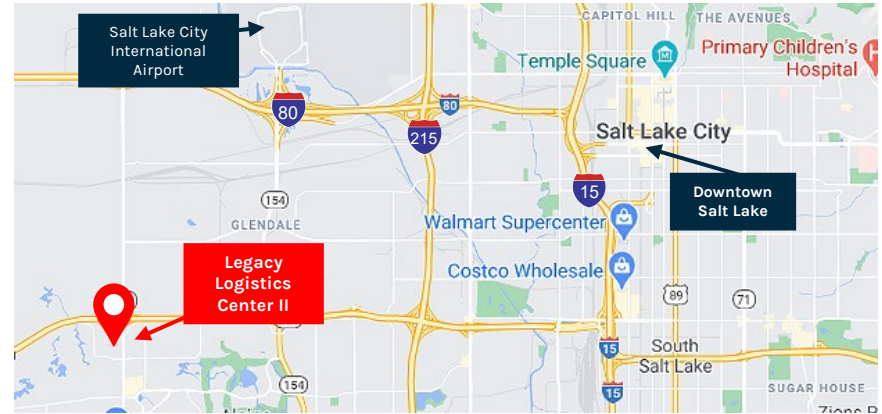 Salt Lake City
International
Airport
CAPITOL HILL
THE AVENUES
Temple Square
Primary Children's
Hospital
80
80
215
Salt Lake City
154
15
Downtown
Salt Lake
GLENDALE
Walmart Supercenter
Legacy
Logistics
Center II
Costco Wholesale
89
71
15
South
Salt Lake
154
15
SUGAR HOUSE